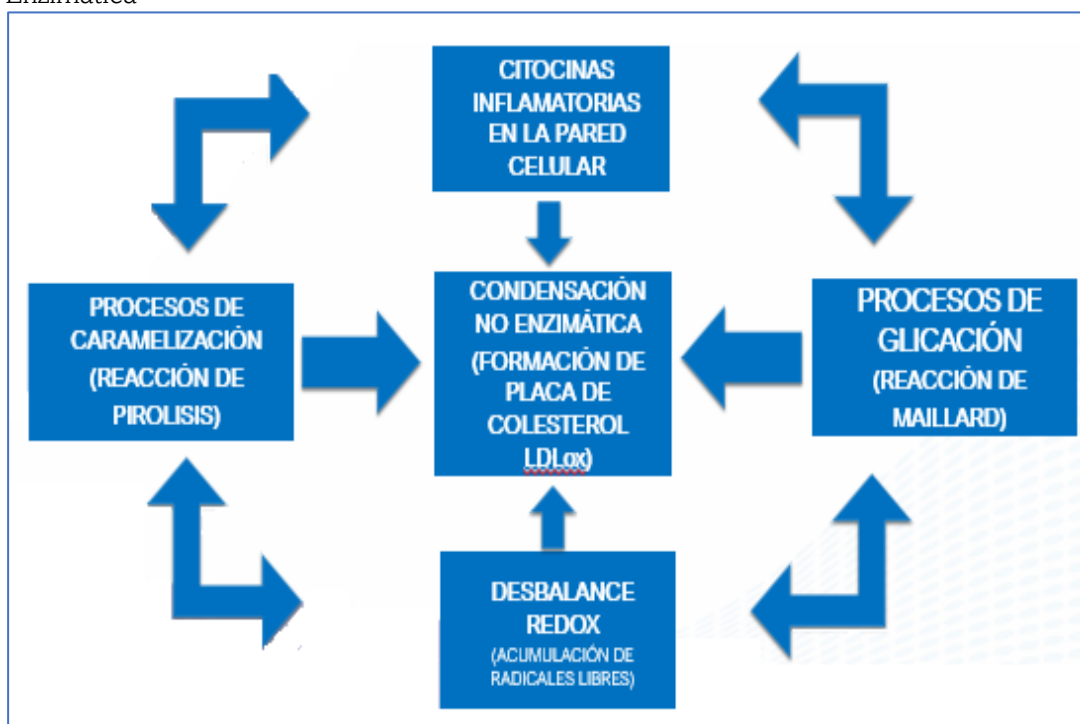 Enzimática
CITOCINAS
INFLAMATORIAS
EN LA PARED
CELULAR
PROCESOS DE
CARAMELIZACIÓN
(REACCIÓN DE
PIROLISIS)
CONDENSACIÓN
NO ENZIMÁTICA
(FORMACIÓN DE
PLACA DE
COLESTEROL
LDLox)
PROCESOS DE
GLICACIÓN
(REACCIÓN DE
MAILLARD)
DESBALANCE
REDOX
(ACUMULACIÓN DE
RADICALES LIBRES)